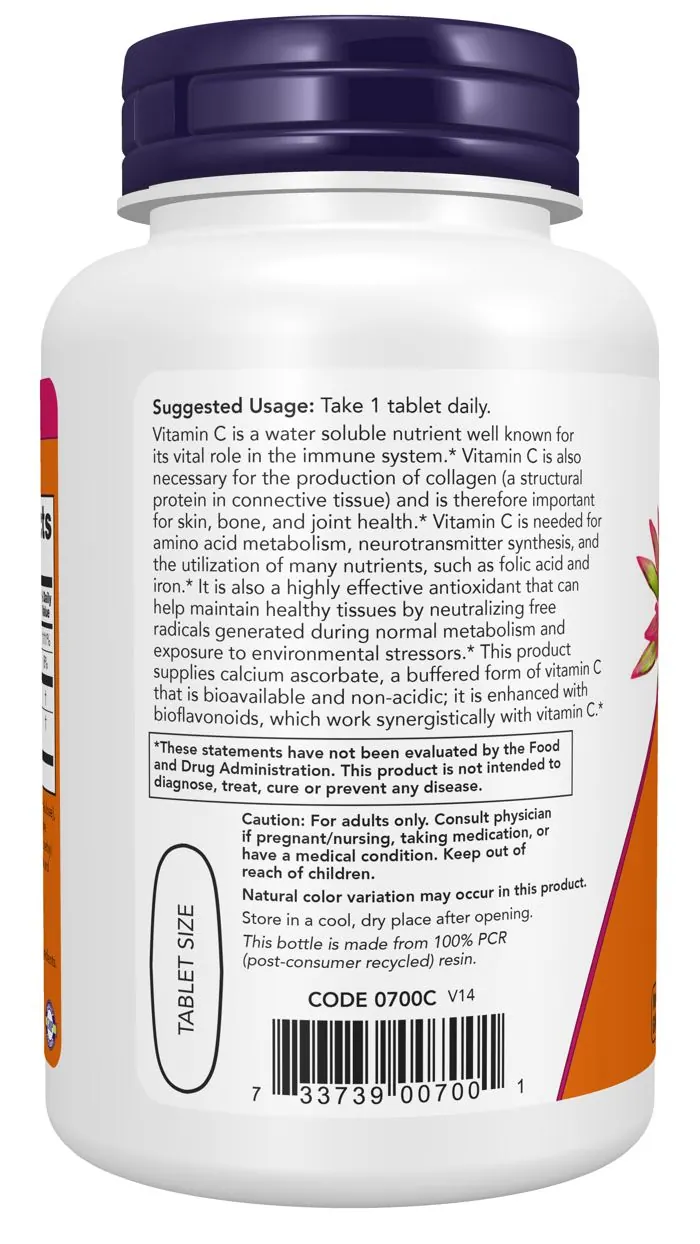 Suggested Usage: Take 1 tablet daily.
Vitamin C is a water soluble nutrient well known for
its vital role in the immune system.* Vitamin C is also
necessary for the production of collagen (a structural
protein in connective tissue) and is therefore important
for skin, bone, and joint health.* Vitamin C is needed for
amino acid metabolism, neurotransmitter synthesis, and
the utilization of many nutrients, such as folic acid and
iron.* It is also a highly effective antioxidant that can
help maintain healthy tissues by neutralizing free
radicals generated during normal metabolism and
exposure to environmental stressors.* This product
supplies calcium ascorbate, a buffered form of vitamin C
that is bioavailable and non-acidic; it is enhanced with
bioflavonoids, which work synergistically with vitamin C.*
*These statements have not been evaluated by the Food
and Drug Administration. This product is not intended to
diagnose, treat, cure or prevent any disease.
Caution: For adults only. Consult physician
if pregnant/nursing, taking medication, or
have a medical condition. Keep out of
reach of children.
Natural color variation may occur in this product.
Store in a cool, dry place after opening.
This bottle is made from 100% PCR
(post-consumer recycled) resin.
TABLET SIZE
CODE 0700C V14
7 33739 00700 1
Daily